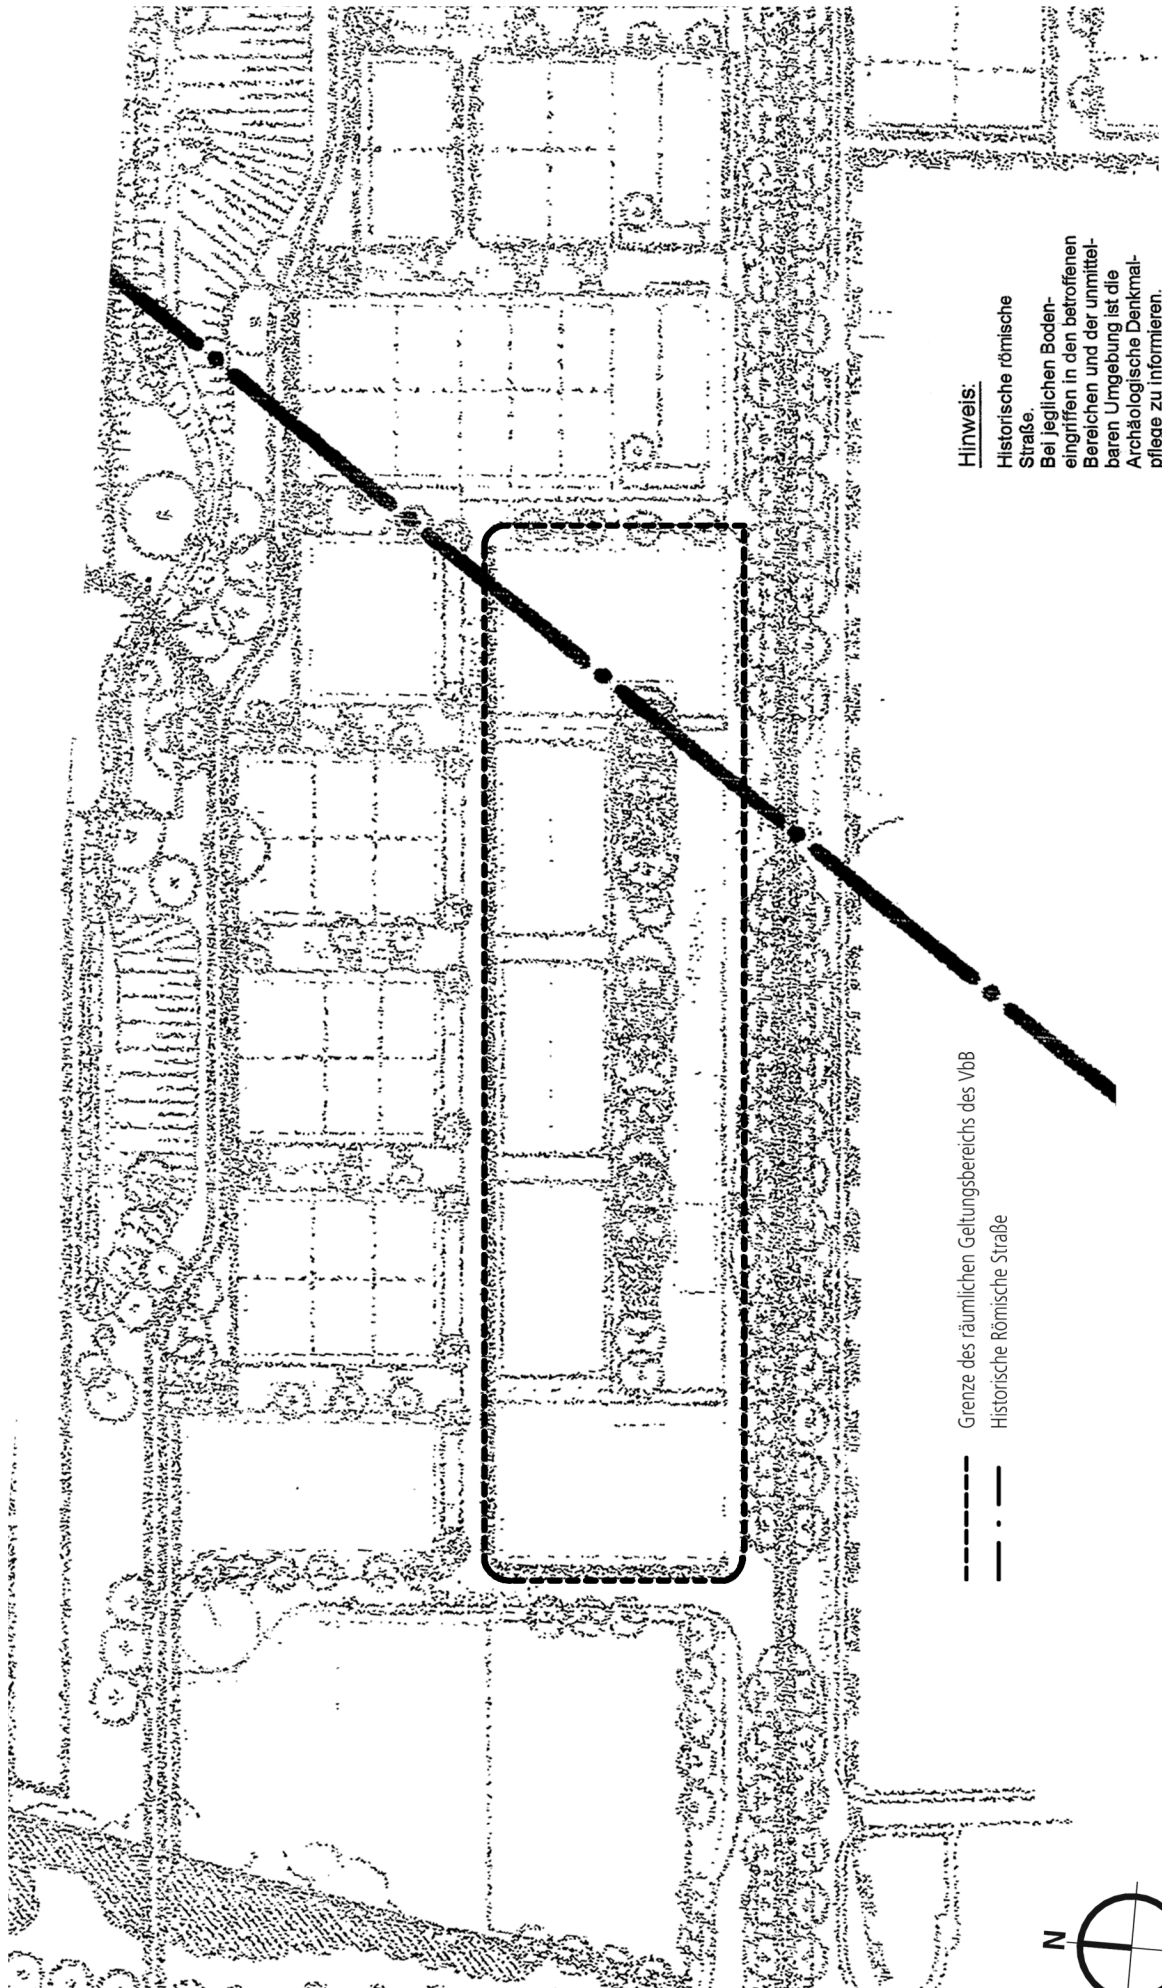 Hinweis:
Historische römische
Straße.
Bei jeglichen Boden-
eingriffen in den betroffenen
Bereichen und der unmittel-
baren Umgebung ist die
Archäologische Denkmal-
pflege zu informieren.
Grenze des räumlichen Geltungsbereichs des VbB
Historische Römische Straße
N